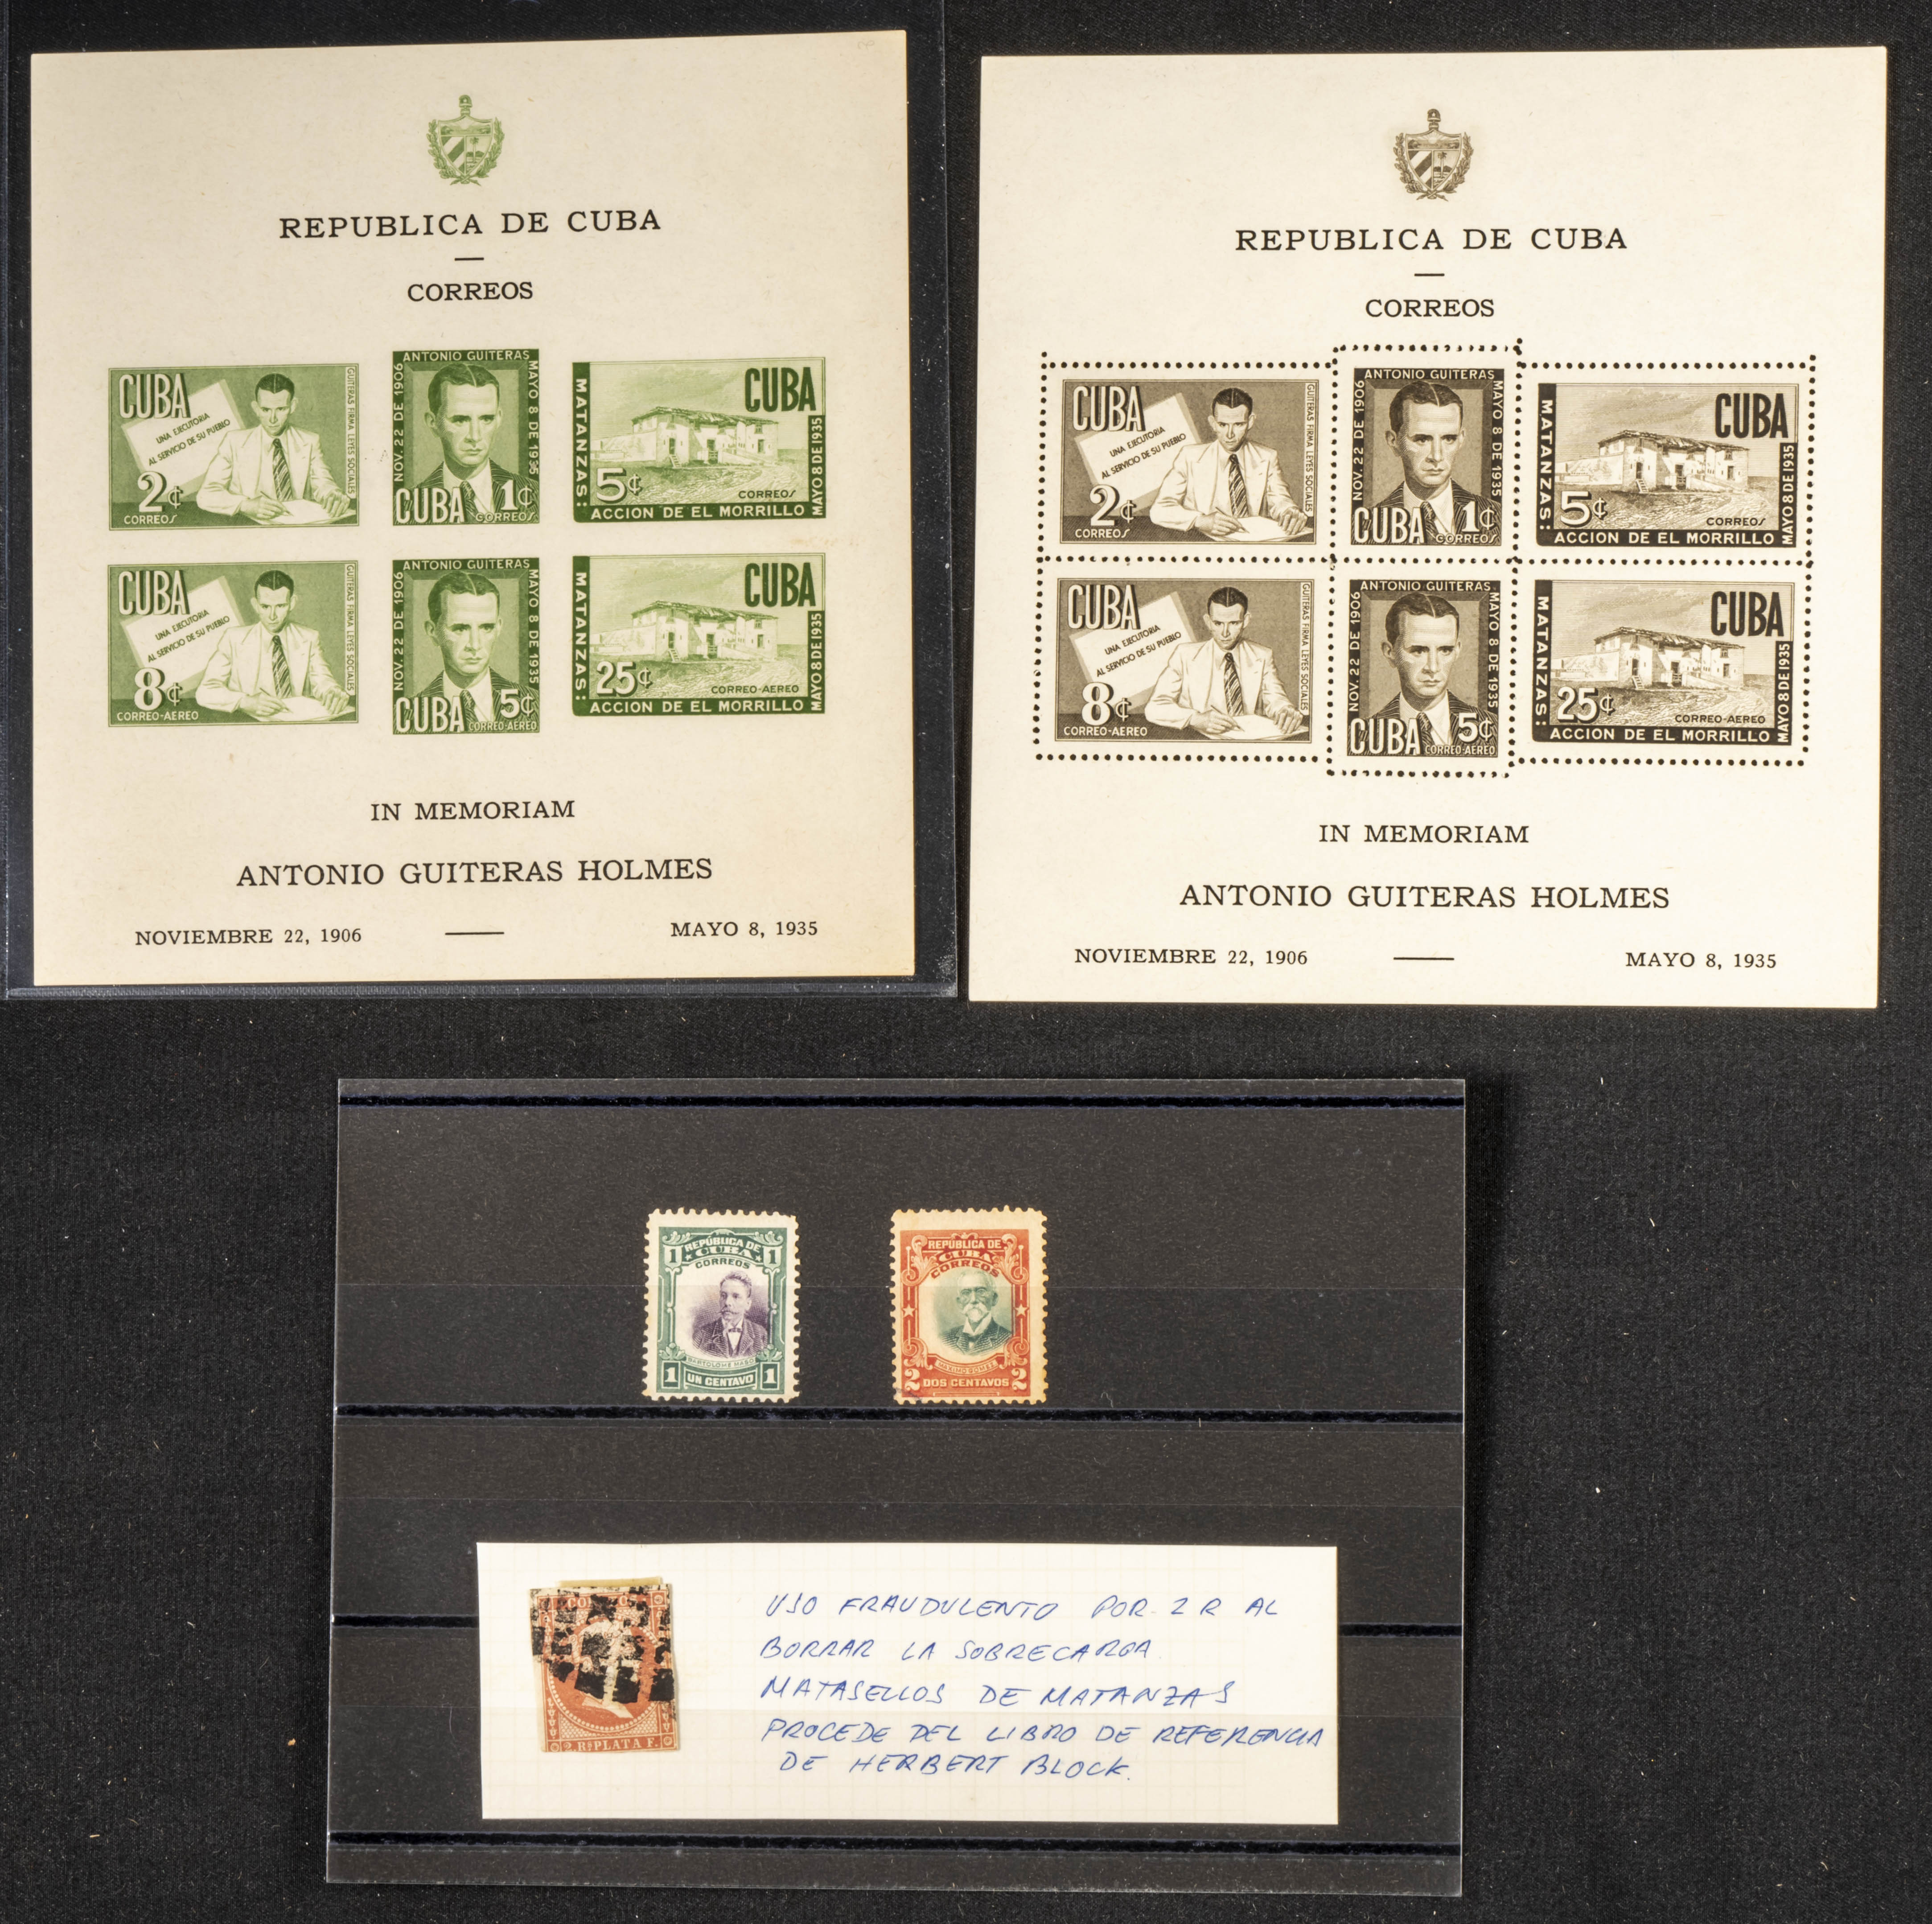 REPUBLICA DE CUBA
CORREOS
CUBA
UNA EJECUTORIA
AL SERVICIO DE SU PUEBLO
GUITERAS FIRMA LEYES SOCIALES
2¢
CORREOS
ANTONIO GUITERAS
NOV. 22 DE 1906
MAYO 8 DE 1935
CUBA 1¢
CORREOS
MATANZAS:
CUBA
5¢
CORREOS
MAYO 8 DE 1935
ACCION DE EL MORRILLO
CUBA
UNA EJECUTORIA
AL SERVICIO DE SU PUEBLO
GUITERAS FIRMA LEYES SOCIALES
8¢
CORREO-AEREO
ANTONIO GUITERAS
NOV. 22 DE 1906
MAYO 8 DE 1935
CUBA 5¢
CORREO-AEREO
MATANZAS:
CUBA
25¢
CORREO-AEREO
MAYO 8 DE 1935
ACCION DE EL MORRILLO
IN MEMORIAM
ANTONIO GUITERAS HOLMES
NOVIEMBRE 22, 1906 — MAYO 8, 1935
REPUBLICA DE CUBA
CORREOS
CUBA
UNA EJECUTORIA
AL SERVICIO DE SU PUEBLO
GUITERAS FIRMA LEYES SOCIALES
2¢
CORREOS
ANTONIO GUITERAS
NOV. 22 DE 1906
MAYO 8 DE 1935
CUBA 1¢
CORREOS
MATANZAS:
CUBA
5¢
CORREOS
MAYO 8 DE 1935
ACCION DE EL MORRILLO
CUBA
UNA EJECUTORIA
AL SERVICIO DE SU PUEBLO
GUITERAS FIRMA LEYES SOCIALES
8¢
CORREO-AEREO
ANTONIO GUITERAS
NOV. 22 DE 1906
MAYO 8 DE 1935
CUBA 5¢
CORREO-AEREO
MATANZAS:
CUBA
25¢
CORREO-AEREO
MAYO 8 DE 1935
ACCION DE EL MORRILLO
IN MEMORIAM
ANTONIO GUITERAS HOLMES
NOVIEMBRE 22, 1906 — MAYO 8, 1935
1 REPÚBLICA DE 1
CUBA
CORREOS
BARTOLOMÉ MASÓ
1 UN CENTAVO 1
REPÚBLICA DE
CUBA
CORREOS
MÁXIMO GÓMEZ
2 DOS CENTAVOS 2
2 Rs PLATA F.
USO FRAUDULENTO POR 2 R AL
BORRAR LA SOBRECARGA.
MATASELLOS DE MATANZAS
PROCEDE DEL LIBRO DE REFERENCIA
DE HERBERT BLOCK.